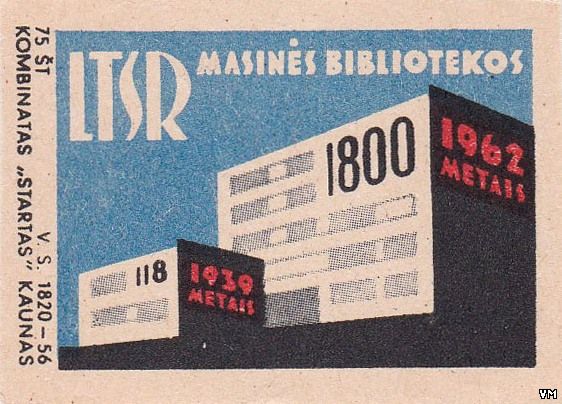 75 ŠT V. S. 1820–56
KOMBINATAS „STARTAS" KAUNAS
LTSR
MASINĖS BIBLIOTEKOS
1800
1962
METAIS
118
1939
METAIS
VM